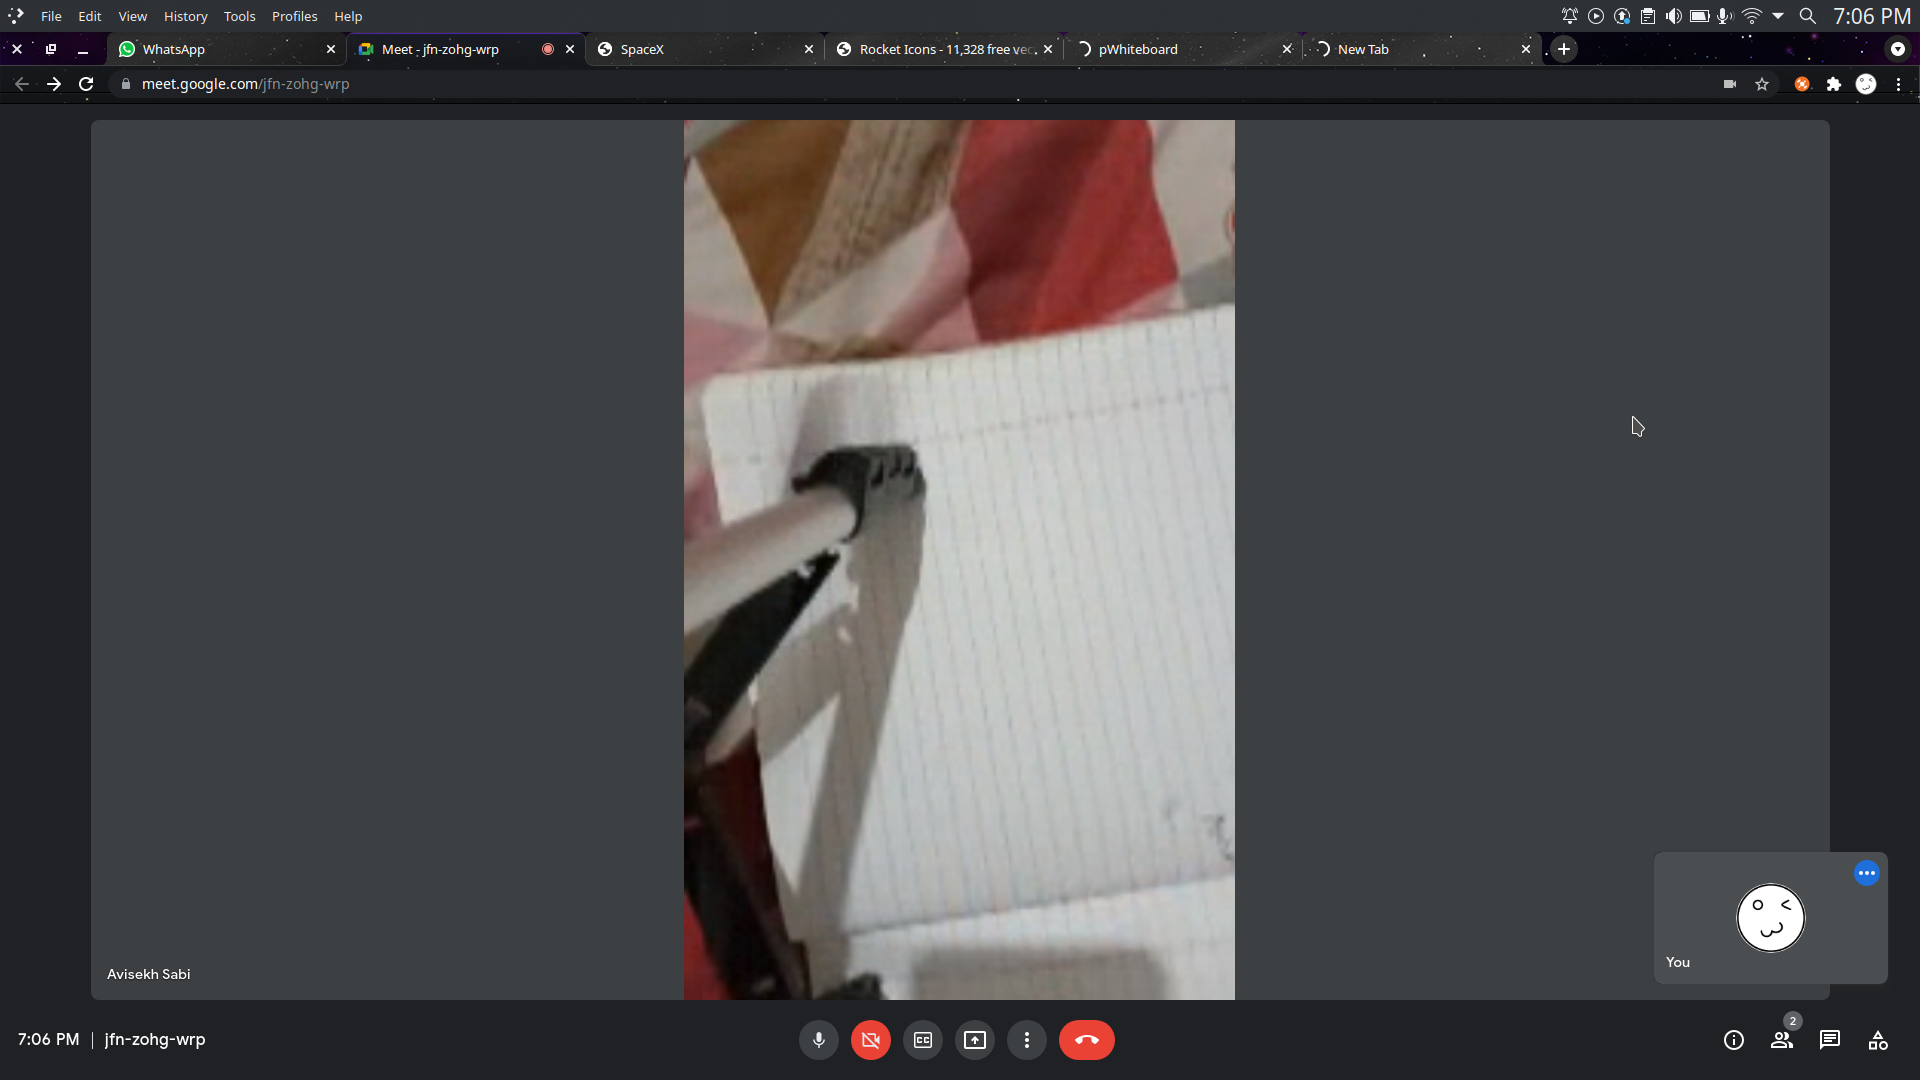 File Edit View History Tools Profiles Help 7:06 PM
WhatsApp Meet - jfn-zohg-wrp SpaceX Rocket Icons - 11,328 free vec pWhiteboard New Tab
meet.google.com/jfn-zohg-wrp
You
Avisekh Sabi
2
7:06 PM | jfn-zohg-wrp CC